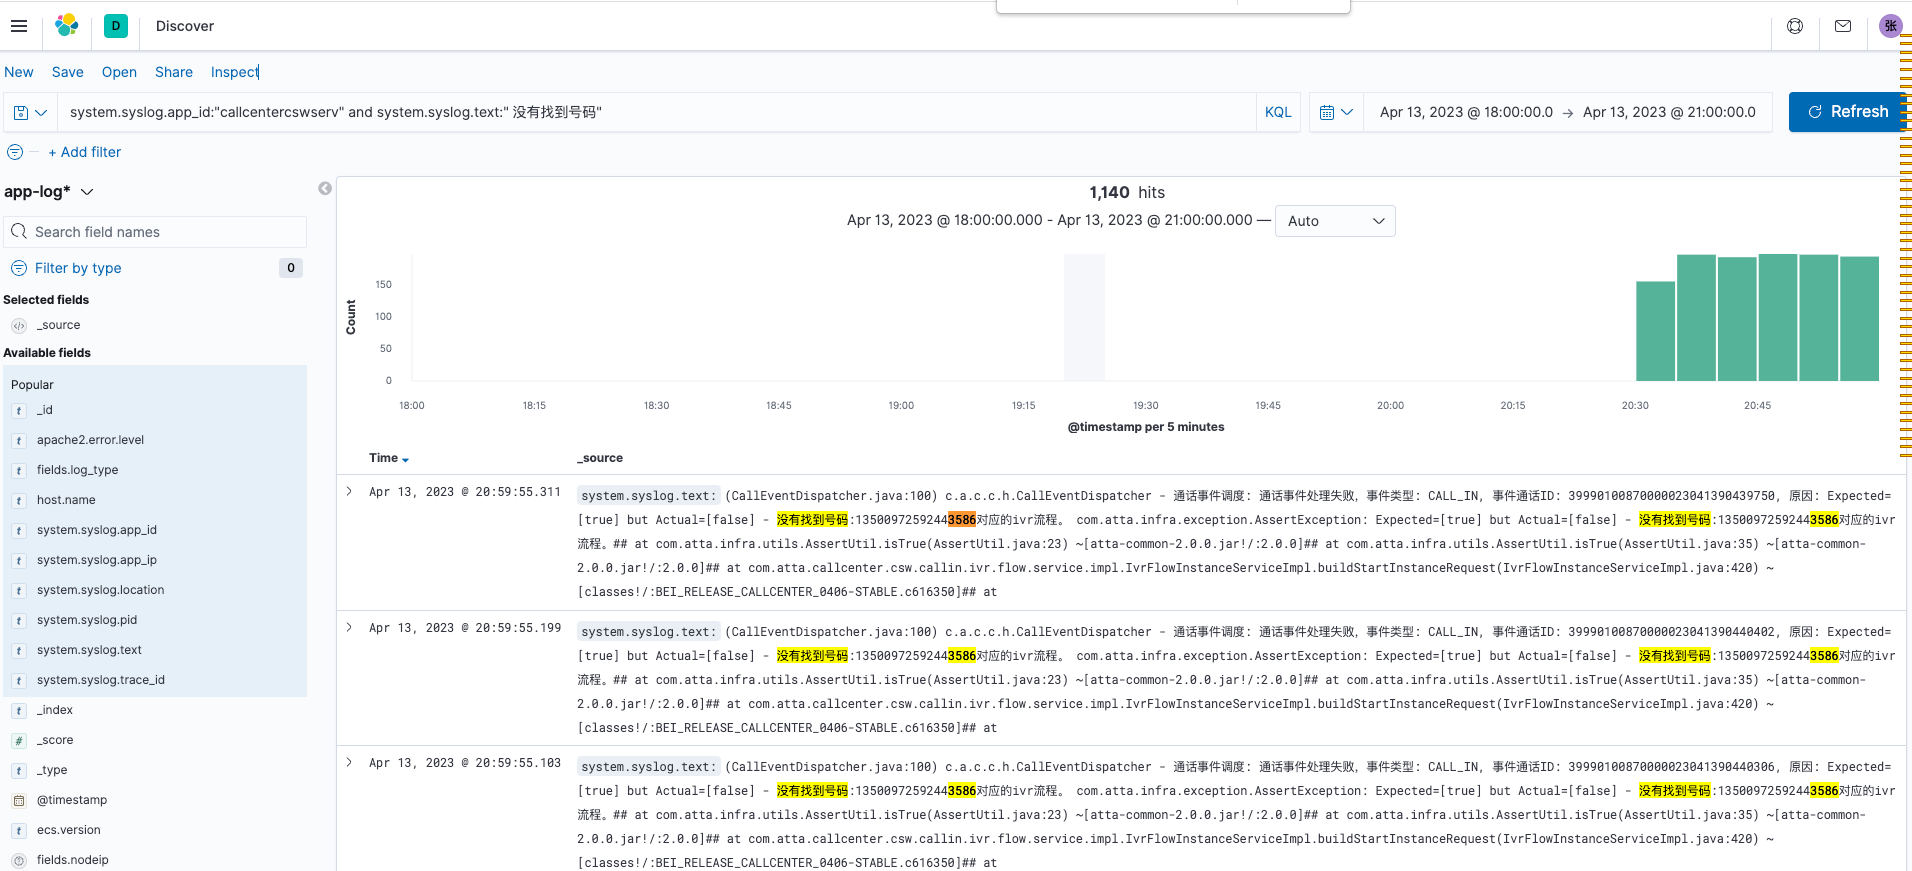 D Discover 张
New Save Open Share Inspect
system.syslog.app_id:"callcentercswserv" and system.syslog.text:" 没有找到号码" KQL Apr 13, 2023 @ 18:00:00.0 → Apr 13, 2023 @ 21:00:00.0 Refresh
+ Add filter
app-log*
1,140 hits
Apr 13, 2023 @ 18:00:00.000 - Apr 13, 2023 @ 21:00:00.000 — Auto
Search field names
Filter by type 0
Selected fields
_source
Available fields
Popular
t _id
t apache2.error.level
t fields.log_type
t host.name
t system.syslog.app_id
t system.syslog.app_ip
t system.syslog.location
t system.syslog.pid
t system.syslog.text
t system.syslog.trace_id
t _index
# _score
t _type
@timestamp
t ecs.version
fields.nodeip
Count
150
100
50
0
18:00 18:15 18:30 18:45 19:00 19:15 19:30 19:45 20:00 20:15 20:30 20:45
@timestamp per 5 minutes
Time _source
Apr 13, 2023 @ 20:59:55.311 system.syslog.text: (CallEventDispatcher.java:100) c.a.c.c.h.CallEventDispatcher - 通话事件调度: 通话事件处理失败, 事件类型: CALL_IN, 事件通话ID: 39990100870000023041390439750, 原因: Expected=
[true] but Actual=[false] - 没有找到号码:13500972592443586对应的ivr流程。 com.atta.infra.exception.AssertException: Expected=[true] but Actual=[false] - 没有找到号码:13500972592443586对应的ivr
流程。## at com.atta.infra.utils.AssertUtil.isTrue(AssertUtil.java:23) ~[atta-common-2.0.0.jar!/:2.0.0]## at com.atta.infra.utils.AssertUtil.isTrue(AssertUtil.java:35) ~[atta-common-
2.0.0.jar!/:2.0.0]## at com.atta.callcenter.csw.callin.ivr.flow.service.impl.IvrFlowInstanceServiceImpl.buildStartInstanceRequest(IvrFlowInstanceServiceImpl.java:420) ~
[classes!/:BEI_RELEASE_CALLCENTER_0406-STABLE.c616350]## at
Apr 13, 2023 @ 20:59:55.199 system.syslog.text: (CallEventDispatcher.java:100) c.a.c.c.h.CallEventDispatcher - 通话事件调度: 通话事件处理失败, 事件类型: CALL_IN, 事件通话ID: 39990100870000023041390440402, 原因: Expected=
[true] but Actual=[false] - 没有找到号码:13500972592443586对应的ivr流程。 com.atta.infra.exception.AssertException: Expected=[true] but Actual=[false] - 没有找到号码:13500972592443586对应的ivr
流程。## at com.atta.infra.utils.AssertUtil.isTrue(AssertUtil.java:23) ~[atta-common-2.0.0.jar!/:2.0.0]## at com.atta.infra.utils.AssertUtil.isTrue(AssertUtil.java:35) ~[atta-common-
2.0.0.jar!/:2.0.0]## at com.atta.callcenter.csw.callin.ivr.flow.service.impl.IvrFlowInstanceServiceImpl.buildStartInstanceRequest(IvrFlowInstanceServiceImpl.java:420) ~
[classes!/:BEI_RELEASE_CALLCENTER_0406-STABLE.c616350]## at
Apr 13, 2023 @ 20:59:55.103 system.syslog.text: (CallEventDispatcher.java:100) c.a.c.c.h.CallEventDispatcher - 通话事件调度: 通话事件处理失败, 事件类型: CALL_IN, 事件通话ID: 39990100870000023041390440306, 原因: Expected=
[true] but Actual=[false] - 没有找到号码:13500972592443586对应的ivr流程。 com.atta.infra.exception.AssertException: Expected=[true] but Actual=[false] - 没有找到号码:13500972592443586对应的ivr
流程。## at com.atta.infra.utils.AssertUtil.isTrue(AssertUtil.java:23) ~[atta-common-2.0.0.jar!/:2.0.0]## at com.atta.infra.utils.AssertUtil.isTrue(AssertUtil.java:35) ~[atta-common-
2.0.0.jar!/:2.0.0]## at com.atta.callcenter.csw.callin.ivr.flow.service.impl.IvrFlowInstanceServiceImpl.buildStartInstanceRequest(IvrFlowInstanceServiceImpl.java:420) ~
[classes!/:BEI_RELEASE_CALLCENTER_0406-STABLE.c616350]## at